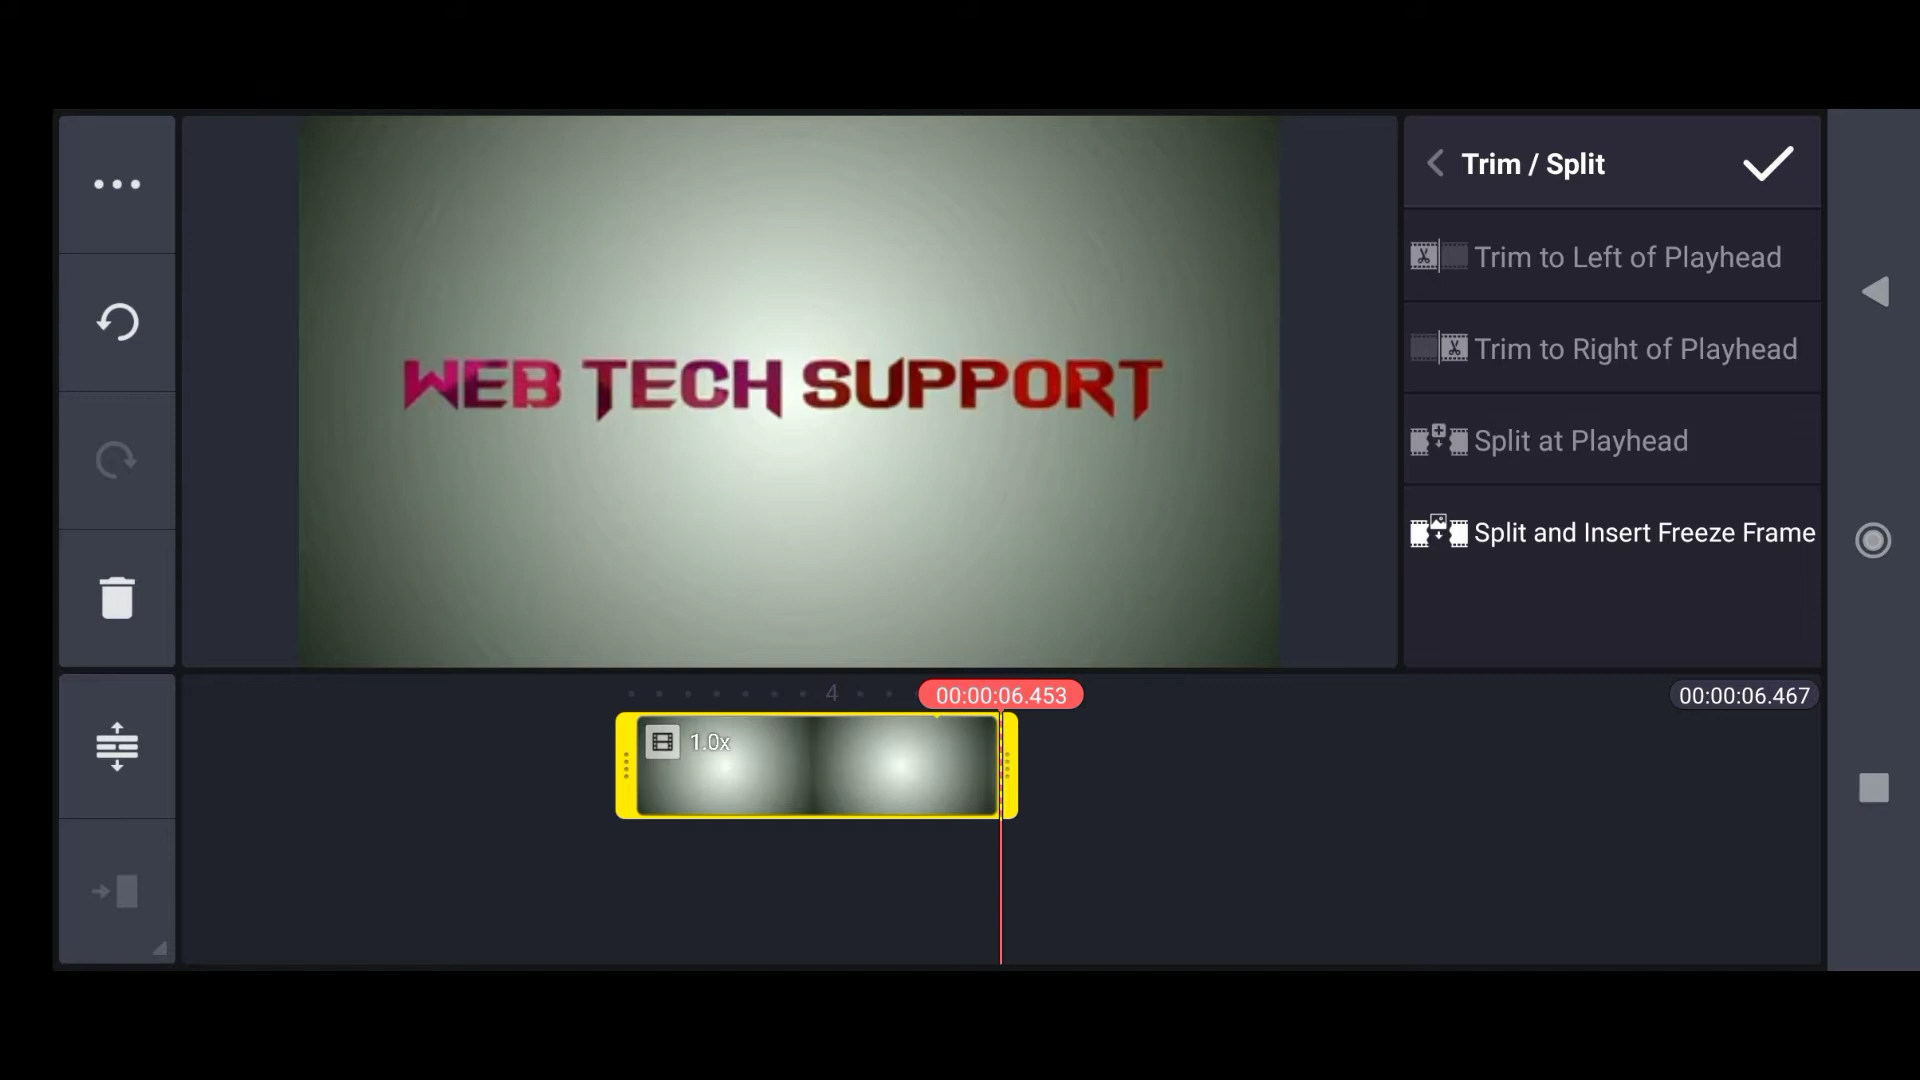 Trim / Split
Trim to Left of Playhead
Trim to Right of Playhead
Split at Playhead
Split and Insert Freeze Frame
WEB TECH SUPPORT
4
00:00:06.453
00:00:06.467
1.0x